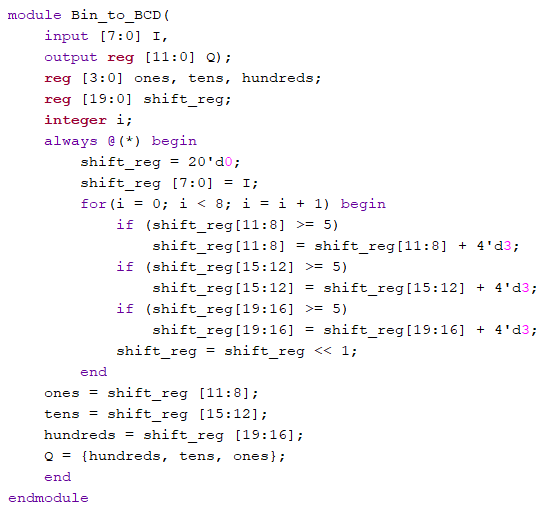 module Bin_to_BCD(
    input [7:0] I,
    output reg [11:0] Q);
    reg [3:0] ones, tens, hundreds;
    reg [19:0] shift_reg;
    integer i;
    always @(*) begin
        shift_reg = 20'd0;
        shift_reg [7:0] = I;
        for(i = 0; i < 8; i = i + 1) begin
            if (shift_reg[11:8] >= 5)
                shift_reg[11:8] = shift_reg[11:8] + 4'd3;
            if (shift_reg[15:12] >= 5)
                shift_reg[15:12] = shift_reg[15:12] + 4'd3;
            if (shift_reg[19:16] >= 5)
                shift_reg[19:16] = shift_reg[19:16] + 4'd3;
            shift_reg = shift_reg << 1;
        end
    ones = shift_reg [11:8];
    tens = shift_reg [15:12];
    hundreds = shift_reg [19:16];
    Q = {hundreds, tens, ones};
    end
endmodule